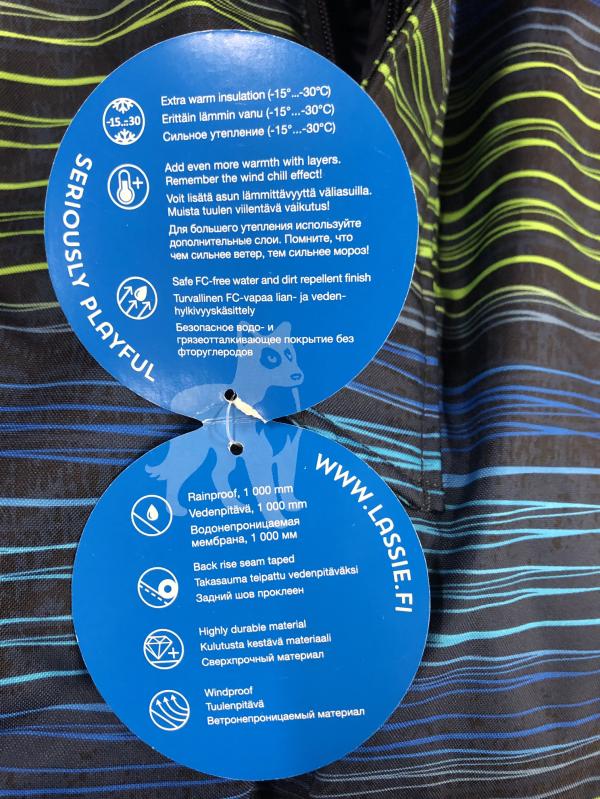 -15...-30
Extra warm insulation (-15°...-30°C)
Erittäin lämmin vanu (-15°...-30°C)
Сильное утепление (-15°...-30°C)
Add even more warmth with layers.
Remember the wind chill effect!
Voit lisätä asun lämmittävyyttä väliasuilla.
Muista tuulen viilentävä vaikutus!
Для большего утепления используйте
дополнительные слои. Помните, что
чем сильнее ветер, тем сильнее мороз!
Safe FC-free water and dirt repellent finish
Turvallinen FC-vapaa lian- ja veden-
hylkivyyskäsittely
Безопасное водо- и
грязеотталкивающее покрытие без
фторуглеродов
SERIOUSLY PLAYFUL
WWW.LASSIE.FI
Rainproof, 1 000 mm
Vedenpitävä, 1 000 mm
Водонепроницаемая
мембрана, 1 000 мм
Back rise seam taped
Takasauma teipattu vedenpitäväksi
Задний шов проклеен
Highly durable material
Kulutusta kestävä materiaali
Сверхпрочный материал
Windproof
Tuulenpitävä
Ветронепроницаемый материал